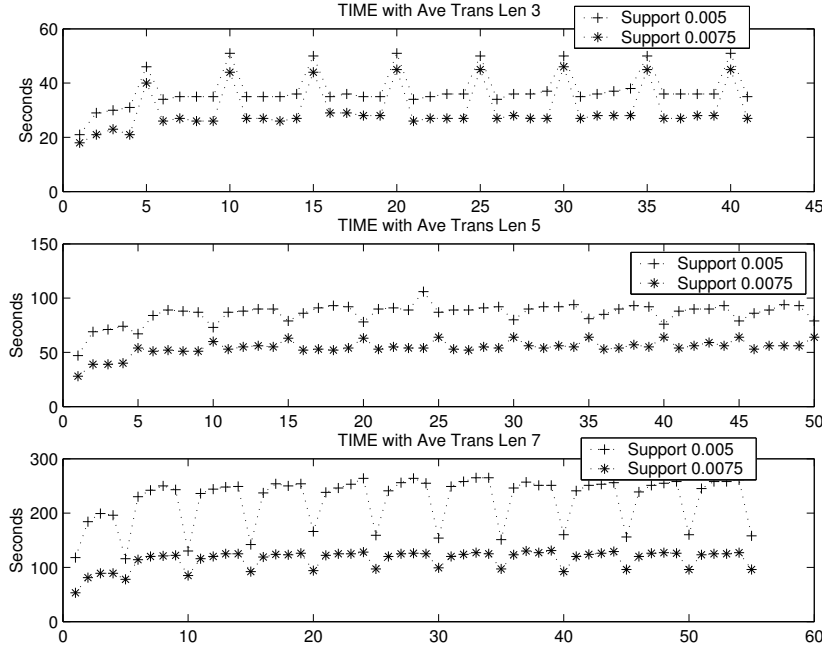 TIME with Ave Trans Len 3
Support 0.005
Support 0.0075
Seconds
60
40
20
0
0 5 10 15 20 25 30 35 40 45
TIME with Ave Trans Len 5
Support 0.005
Support 0.0075
Seconds
150
100
50
0
0 5 10 15 20 25 30 35 40 45 50
TIME with Ave Trans Len 7
Support 0.005
Support 0.0075
Seconds
300
200
100
0
0 10 20 30 40 50 60